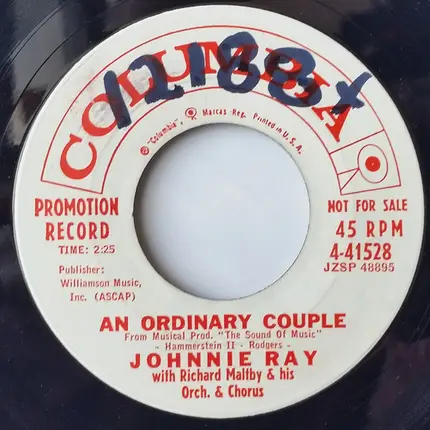 COLUMBIA
12188+
® "Columbia", Marcas Reg. Printed in U.S.A.
PROMOTION
RECORD
TIME: 2:25
Publisher:
Williamson Music,
Inc. (ASCAP)
NOT FOR SALE
45 RPM
4-41528
JZSP 48895
AN ORDINARY COUPLE
From Musical Prod. "The Sound Of Music"
- Hammerstein II - Rodgers -
JOHNNIE RAY
with Richard Maltby & his
Orch. & Chorus